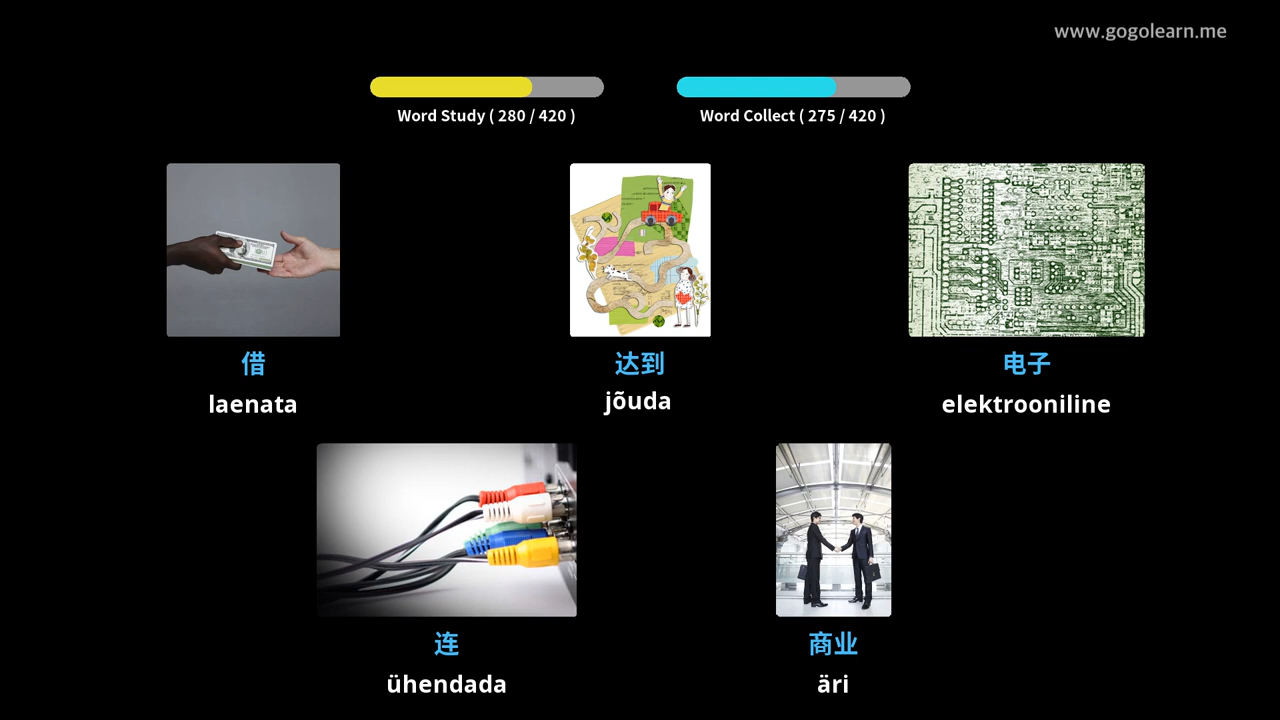 www.gogolearn.me
Word Study ( 280 / 420 )
Word Collect ( 275 / 420 )
借
laenata
达到
jõuda
电子
elektrooniline
连
ühendada
商业
äri